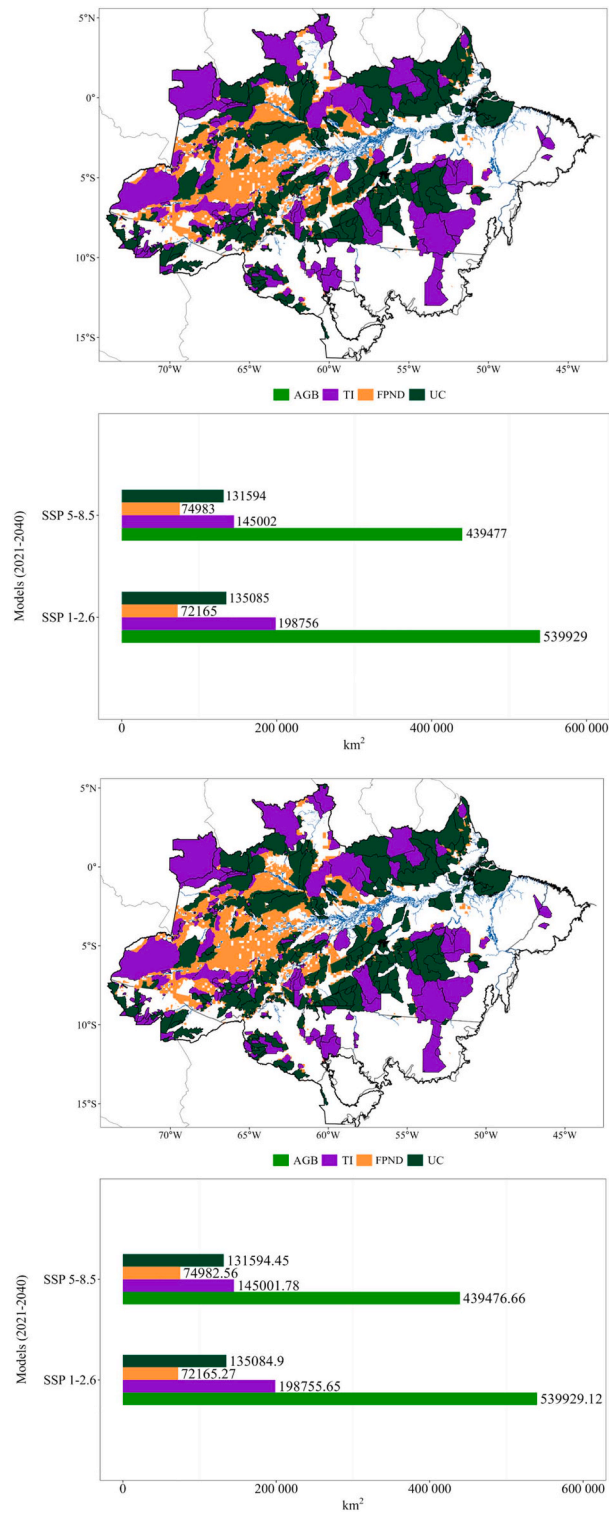 5°N
0°
5°S
10°S
15°S
70°W 65°W 60°W 55°W 50°W 45°W
AGB TI FPND UC
Models (2021-2040)
SSP 5-8.5
131594
74983
145002
439477
SSP 1-2.6
135085
72165
198756
539929
0 200 000 400 000 600 000
km²
5°N
0°
5°S
10°S
15°S
70°W 65°W 60°W 55°W 50°W 45°W
AGB TI FPND UC
Models (2021-2040)
SSP 5-8.5
131594.45
74982.56
145001.78
439476.66
SSP 1-2.6
135084.9
72165.27
198755.65
539929.12
0 200 000 400 000 600 000
km²